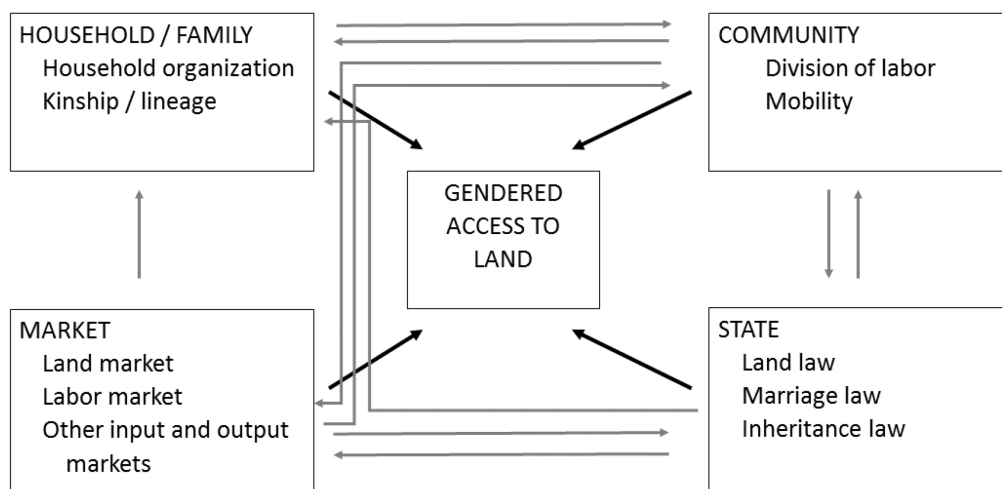 HOUSEHOLD / FAMILY
Household organization
Kinship / lineage
COMMUNITY
Division of labor
Mobility
GENDERED
ACCESS TO
LAND
MARKET
Land market
Labor market
Other input and output
markets
STATE
Land law
Marriage law
Inheritance law